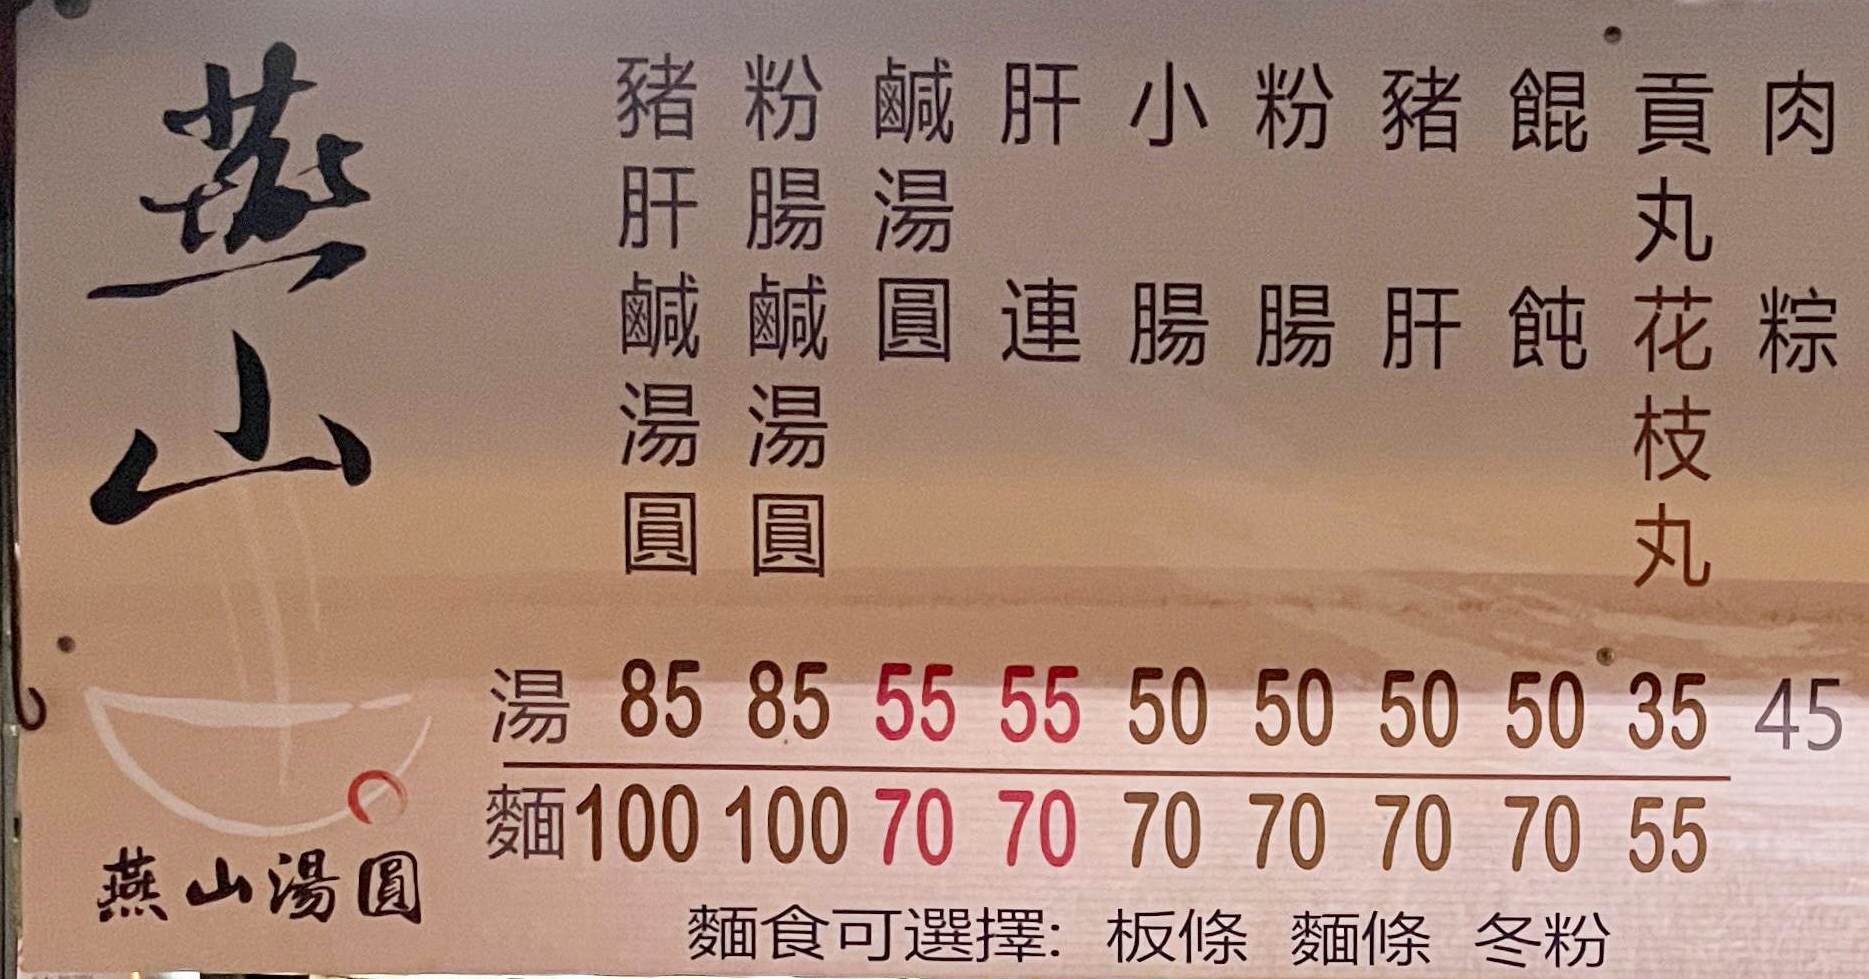 燕山
燕山湯圓
豬肝鹹湯圓
粉腸鹹湯圓
鹹湯圓
肝連
小腸
粉腸
豬肝
餛飩
貢丸花枝丸
肉粽
湯 85 85 55 55 50 50 50 50 35 45
麵 100 100 70 70 70 70 70 70 55
麵食可選擇: 板條 麵條 冬粉